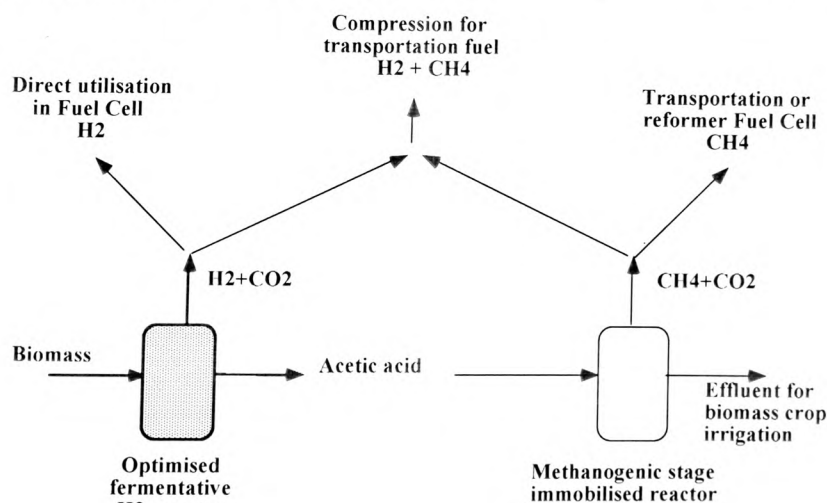 Compression for
transportation fuel
H2 + CH4
Direct utilisation
in Fuel Cell
H2
Transportation or
reformer Fuel Cell
CH4
H2+CO2
CH4+CO2
Biomass
Acetic acid
Effluent for
biomass crop
irrigation
Optimised
fermentative
Methanogenic stage
immobilised reactor